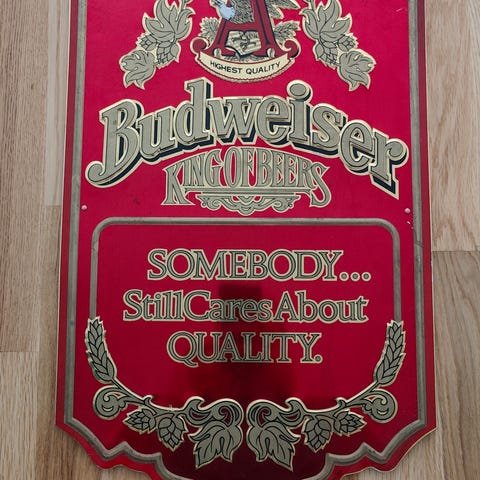 HIGHEST QUALITY
Budweiser
KING OF BEERS
SOMEBODY...
Still Cares About
QUALITY.